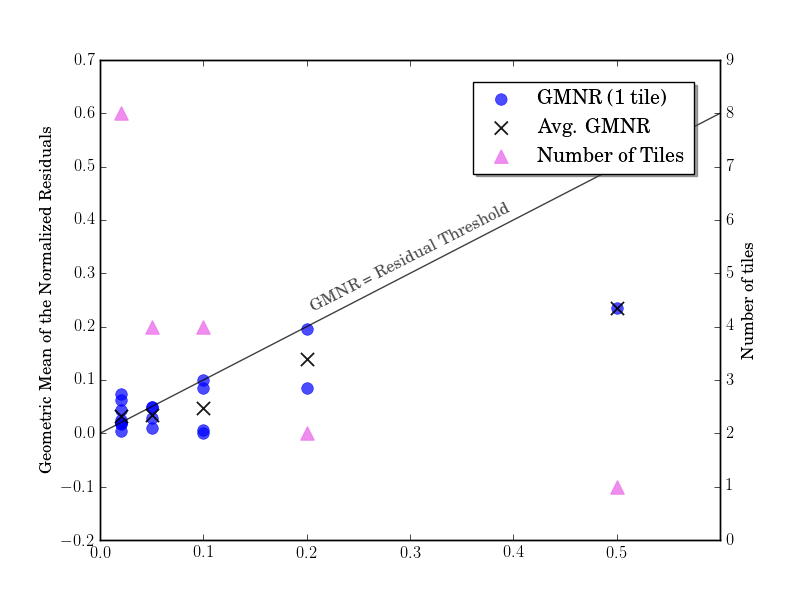 0.7
0.6
0.5
0.4
0.3
0.2
0.1
0.0
−0.1
−0.2
Geometric Mean of the Normalized Residuals
0.0 0.1 0.2 0.3 0.4 0.5
9
8
7
6
5
4
3
2
1
0
Number of tiles
GMNR (1 tile)
Avg. GMNR
Number of Tiles
GMNR = Residual Threshold